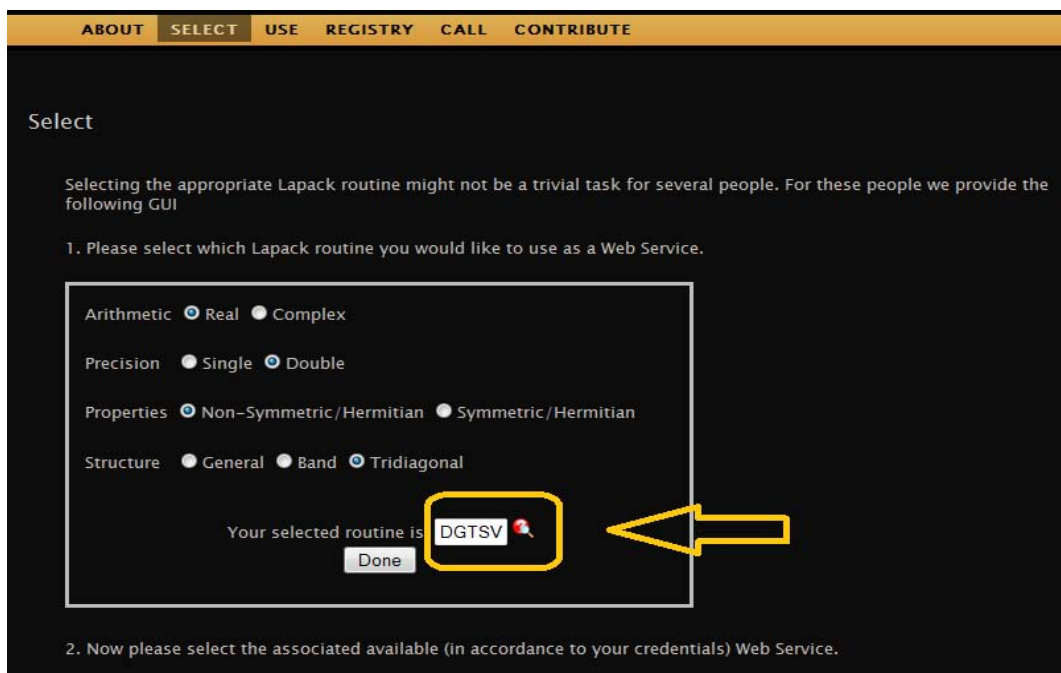 ABOUT SELECT USE REGISTRY CALL CONTRIBUTE
Select
Selecting the appropriate Lapack routine might not be a trivial task for several people. For these people we provide the
following GUI
1. Please select which Lapack routine you would like to use as a Web Service.
Arithmetic Real Complex
Precision Single Double
Properties Non-Symmetric/Hermitian Symmetric/Hermitian
Structure General Band Tridiagonal
Your selected routine is DGTSV
Done
2. Now please select the associated available (in accordance to your credentials) Web Service.